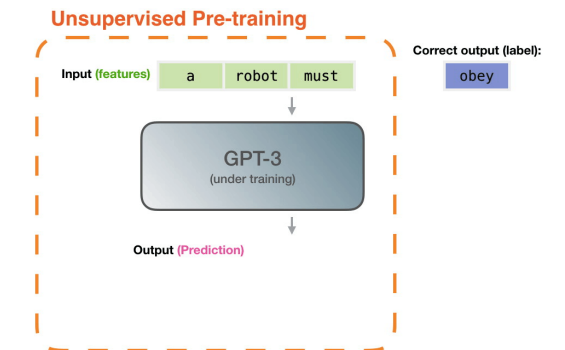 Unsupervised Pre-training
Correct output (label):
Input (features) a robot must
obey
GPT-3
(under training)
Output (Prediction)